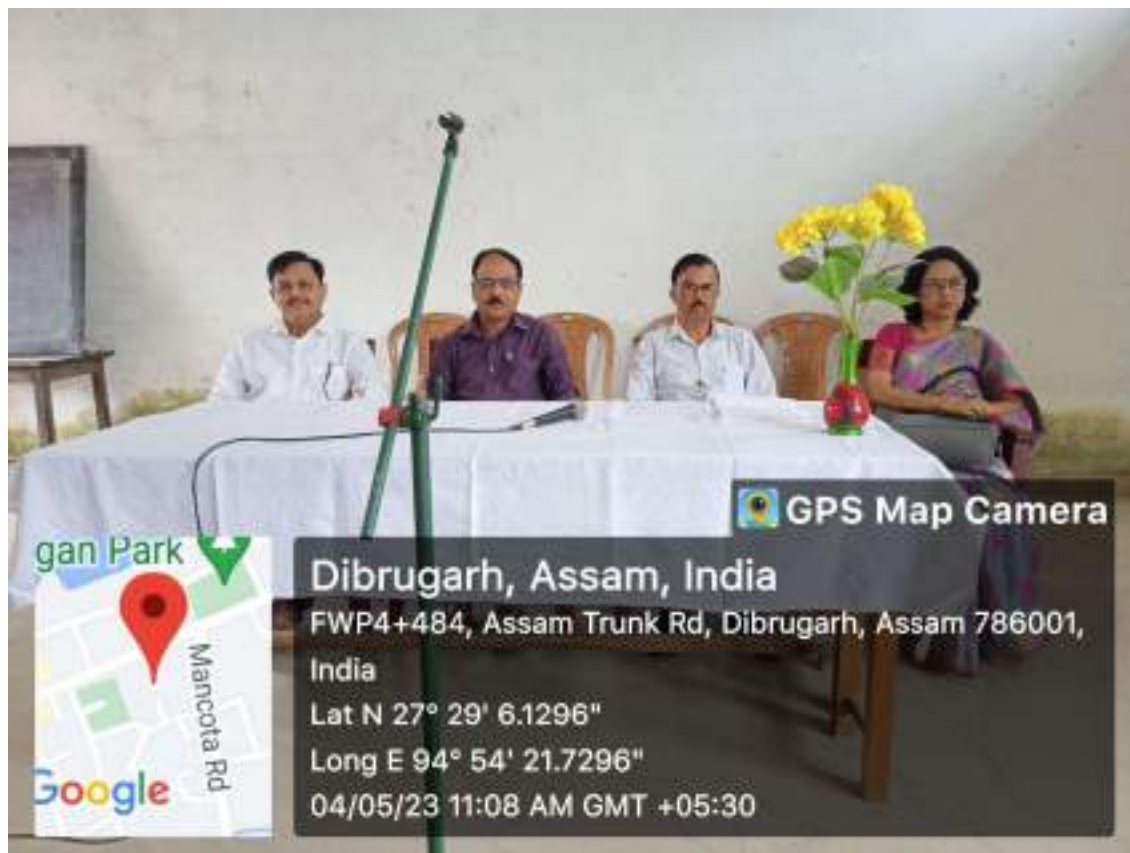 GPS Map Camera
gan Park
Mancota Rd
Google
Dibrugarh, Assam, India
FWP4+484, Assam Trunk Rd, Dibrugarh, Assam 786001,
India
Lat N 27° 29' 6.1296"
Long E 94° 54' 21.7296"
04/05/23 11:08 AM GMT +05:30